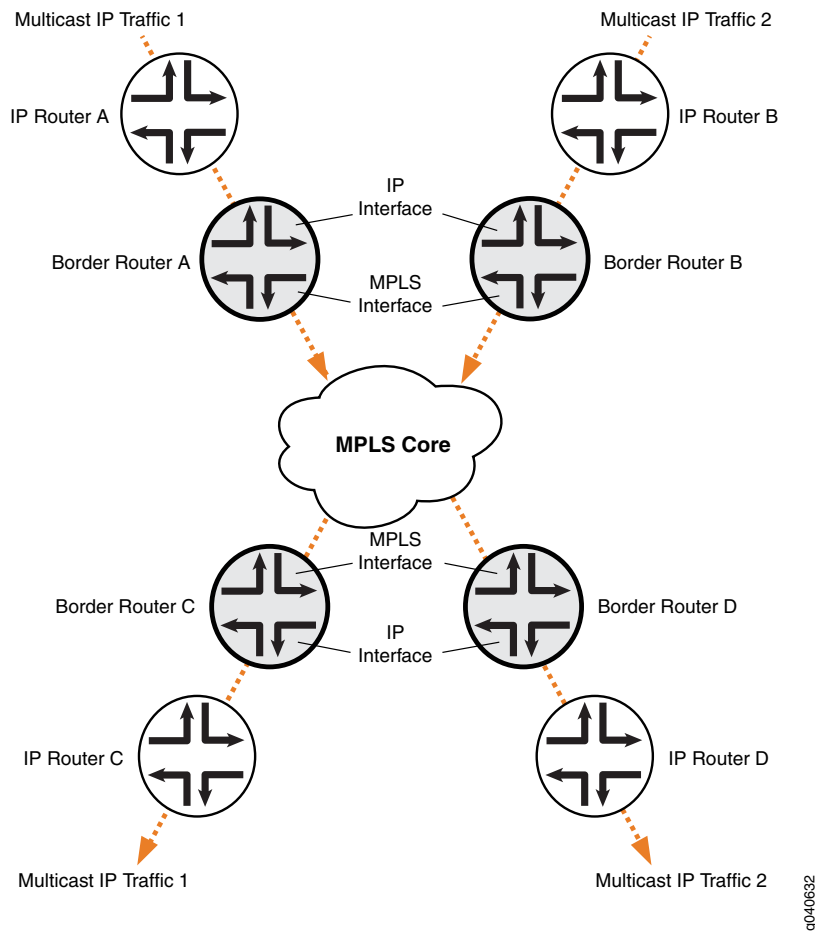 Multicast IP Traffic 1
Multicast IP Traffic 2
IP Router A
IP Router B
IP
Interface
Border Router A
Border Router B
MPLS
Interface
MPLS Core
MPLS
Interface
Border Router C
Border Router D
IP
Interface
IP Router C
IP Router D
Multicast IP Traffic 1
Multicast IP Traffic 2
g040632